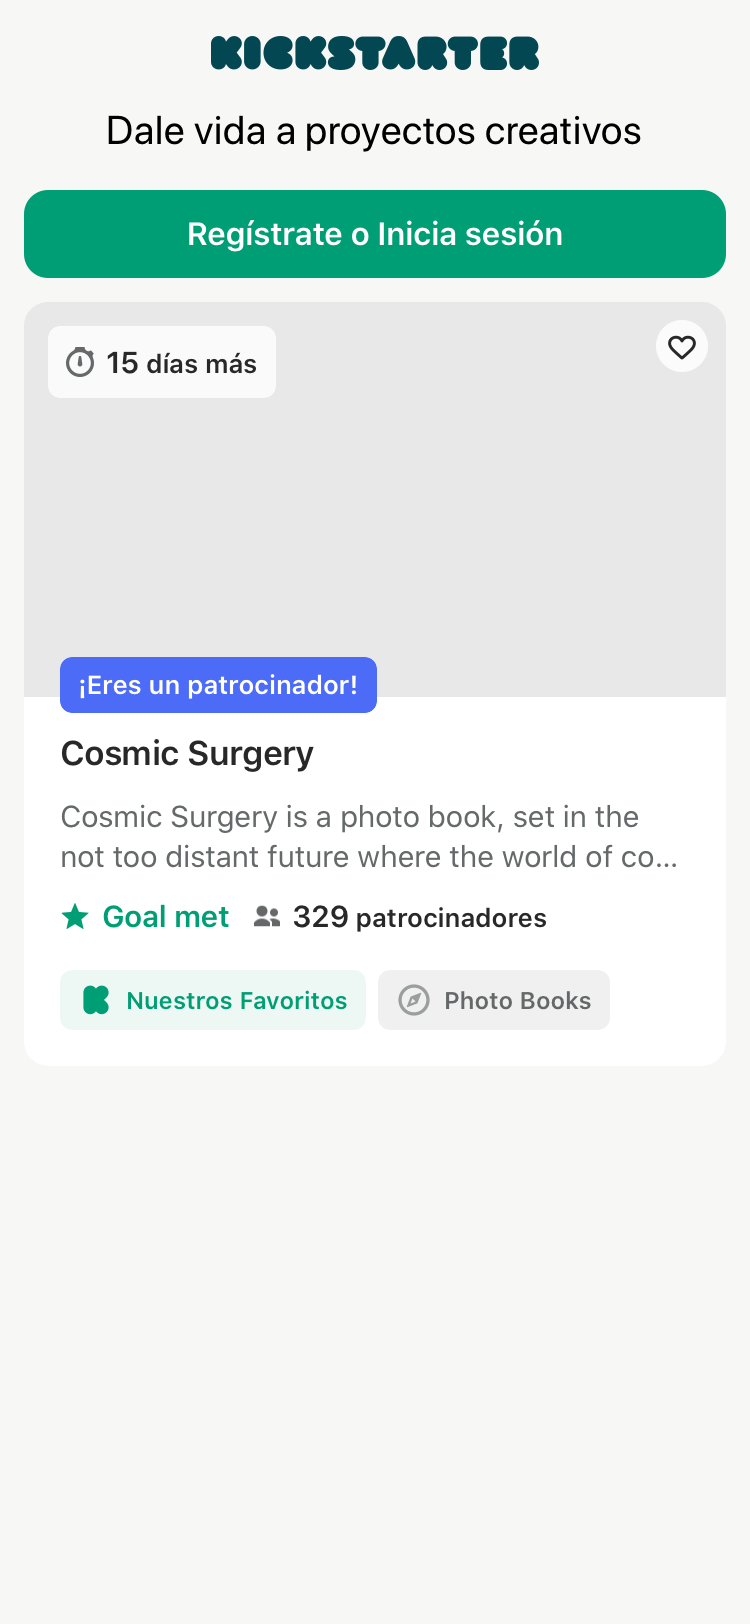 KICKSTARTER
Dale vida a proyectos creativos
Regístrate o Inicia sesión
15 días más
¡Eres un patrocinador!
Cosmic Surgery
Cosmic Surgery is a photo book, set in the
not too distant future where the world of co...
Goal met 329 patrocinadores
Nuestros Favoritos Photo Books